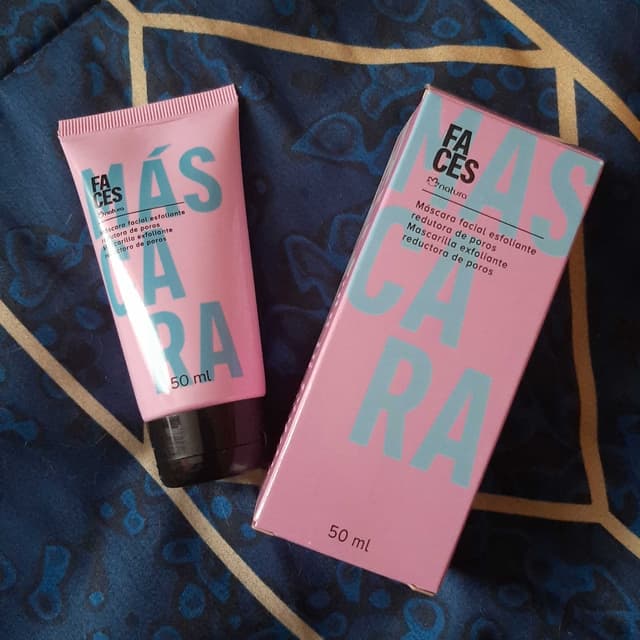 FA
CES
natura
MÁS
CA
RA
Máscara facial esfoliante
redutora de poros
Mascarilla exfoliante
reductora de poros
50 ml
FA
CES
natura
MÁS
CA
RA
Máscara facial esfoliante
redutora de poros
Mascarilla exfoliante
reductora de poros
50 ml